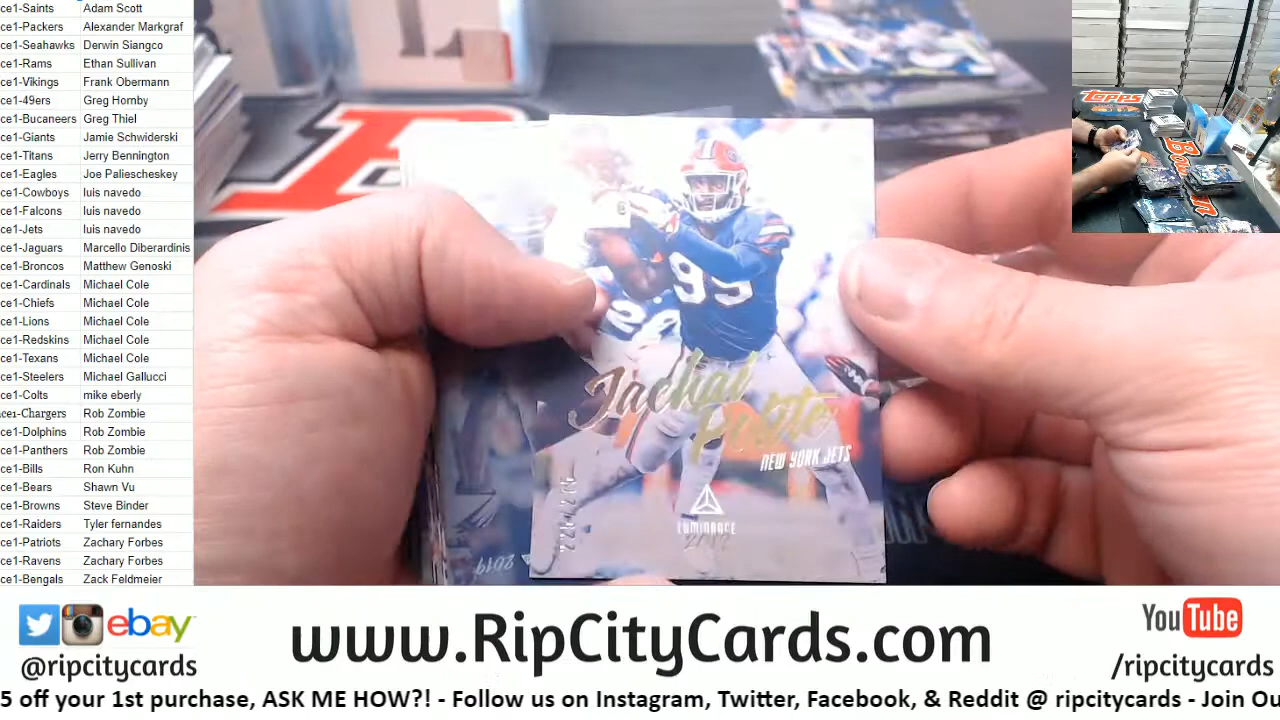 ce1-Saints Adam Scott
ce1-Packers Alexander Markgraf
ce1-Seahawks Derwin Siangco
ce1-Rams Ethan Sullivan
ce1-Vikings Frank Obermann
ce1-49ers Greg Hornby
ce1-Bucaneers Greg Thiel
ce1-Giants Jamie Schwiderski
ce1-Titans Jerry Bennington
ce1-Eagles Joe Paliescheskey
ce1-Cowboys luis navedo
ce1-Falcons luis navedo
ce1-Jets luis navedo
ce1-Jaguars Marcello Diberardinis
ce1-Broncos Matthew Genoski
ce1-Cardinals Michael Cole
ce1-Chiefs Michael Cole
ce1-Lions Michael Cole
ce1-Redskins Michael Cole
ce1-Texans Michael Cole
ce1-Steelers Michael Gallucci
ce1-Colts mike eberly
ace1-Chargers Rob Zombie
ce1-Dolphins Rob Zombie
ce1-Panthers Rob Zombie
ce1-Bills Ron Kuhn
ce1-Bears Shawn Vu
ce1-Browns Steve Binder
ce1-Raiders Tyler fernandes
ce1-Patriots Zachary Forbes
ce1-Ravens Zachary Forbes
ce1-Bengals Zack Feldmeier
Topps
95
Jachai
Polite
NEW YORK JETS
LUMINANCE
2019
2019
ebay
@ripcitycards
www.RipCityCards.com
YouTube
/ripcitycards
5 off your 1st purchase, ASK ME HOW?! - Follow us on Instagram, Twitter, Facebook, & Reddit @ ripcitycards - Join Ou